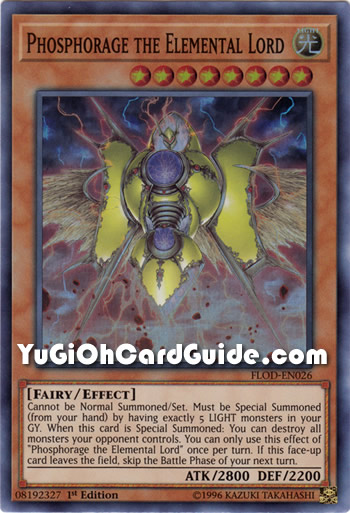 PHOSPHORAGE THE ELEMENTAL LORD
LIGHT
光
YuGiOhCardGuide.com
FLOD-EN026
[FAIRY/EFFECT]
Cannot be Normal Summoned/Set. Must be Special Summoned
(from your hand) by having exactly 5 LIGHT monsters in your
GY. When this card is Special Summoned: You can destroy all
monsters your opponent controls. You can only use this effect of
"Phosphorage the Elemental Lord" once per turn. If this face-up
card leaves the field, skip the Battle Phase of your next turn.
ATK/2800 DEF/2200
08192327 1st Edition ©1996 KAZUKI TAKAHASHI